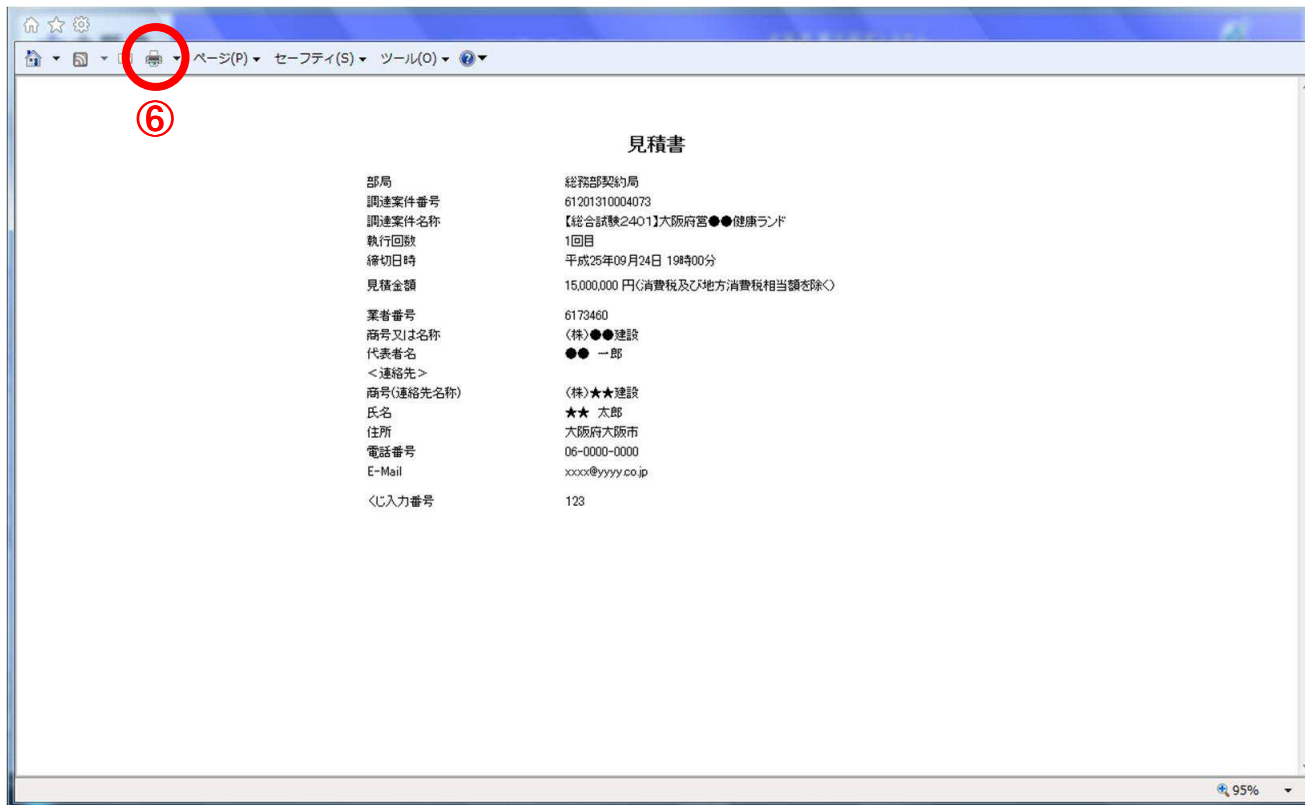 ページ(P) セーフティ(S) ツール(O)
⑥
見積書
部局 総務部契約局
調達案件番号 61201310004073
調達案件名称 【総合試験2401】大阪府営●●健康ランド
執行回数 1回目
締切日時 平成25年09月24日 19時00分
見積金額 15,000,000 円(消費税及び地方消費税相当額を除く)
業者番号 6173460
商号又は名称 (株)●●建設
代表者名 ●● 一郎
<連絡先>
商号(連絡先名称) (株)★★建設
氏名 ★★ 太郎
住所 大阪府大阪市
電話番号 06-0000-0000
E-Mail xxxx@yyyy.co.jp
くじ入力番号 123
95%